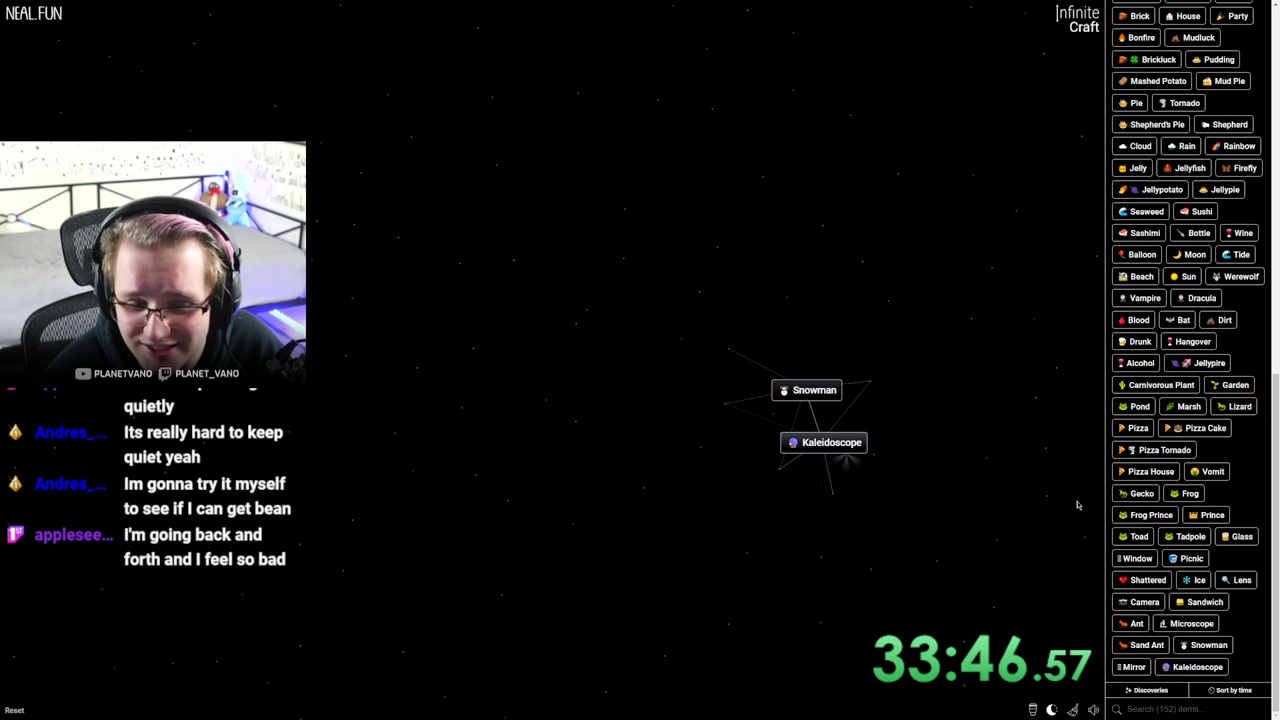 NEAL.FUN
Infinite
Craft
Brick House Party
Bonfire Mudluck
Brickluck Pudding
Mashed Potato Mud Pie
Pie Tornado
Shepherd's Pie Shepherd
Cloud Rain Rainbow
Jelly Jellyfish Firefly
Jellypotato Jellypie
Seaweed Sushi
Sashimi Bottle Wine
Balloon Moon Tide
Beach Sun Werewolf
Vampire Dracula
Blood Bat Dirt
Drunk Hangover
Alcohol Jellypire
Carnivorous Plant Garden
Pond Marsh Lizard
Pizza Pizza Cake
Pizza Tornado
Pizza House Vomit
Gecko Frog
Frog Prince Prince
Toad Tadpole Glass
Window Picnic
Shattered Ice Lens
Camera Sandwich
Ant Microscope
Sand Ant Snowman
Mirror Kaleidoscope
Discoveries Sort by time
Search (152) items...
Snowman
Kaleidoscope
PLANETVANO PLANET_VANO
quietly
Andres_... Its really hard to keep
quiet yeah
Andres_... Im gonna try it myself
to see if I can get bean
1ST applesee... I'm going back and
forth and I feel so bad
33:46.57
Reset